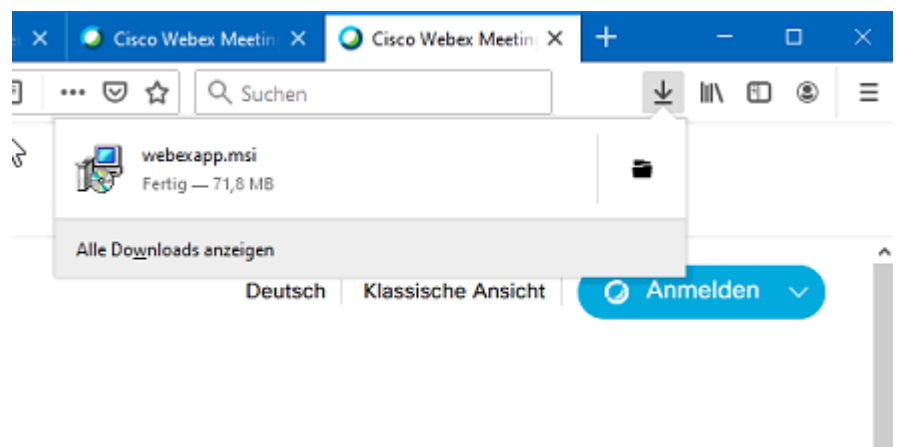 Cisco Webex Meetin
Cisco Webex Meetin
Suchen
webexapp.msi
Fertig — 71,8 MB
Alle Downloads anzeigen
Deutsch
Klassische Ansicht
Anmelden